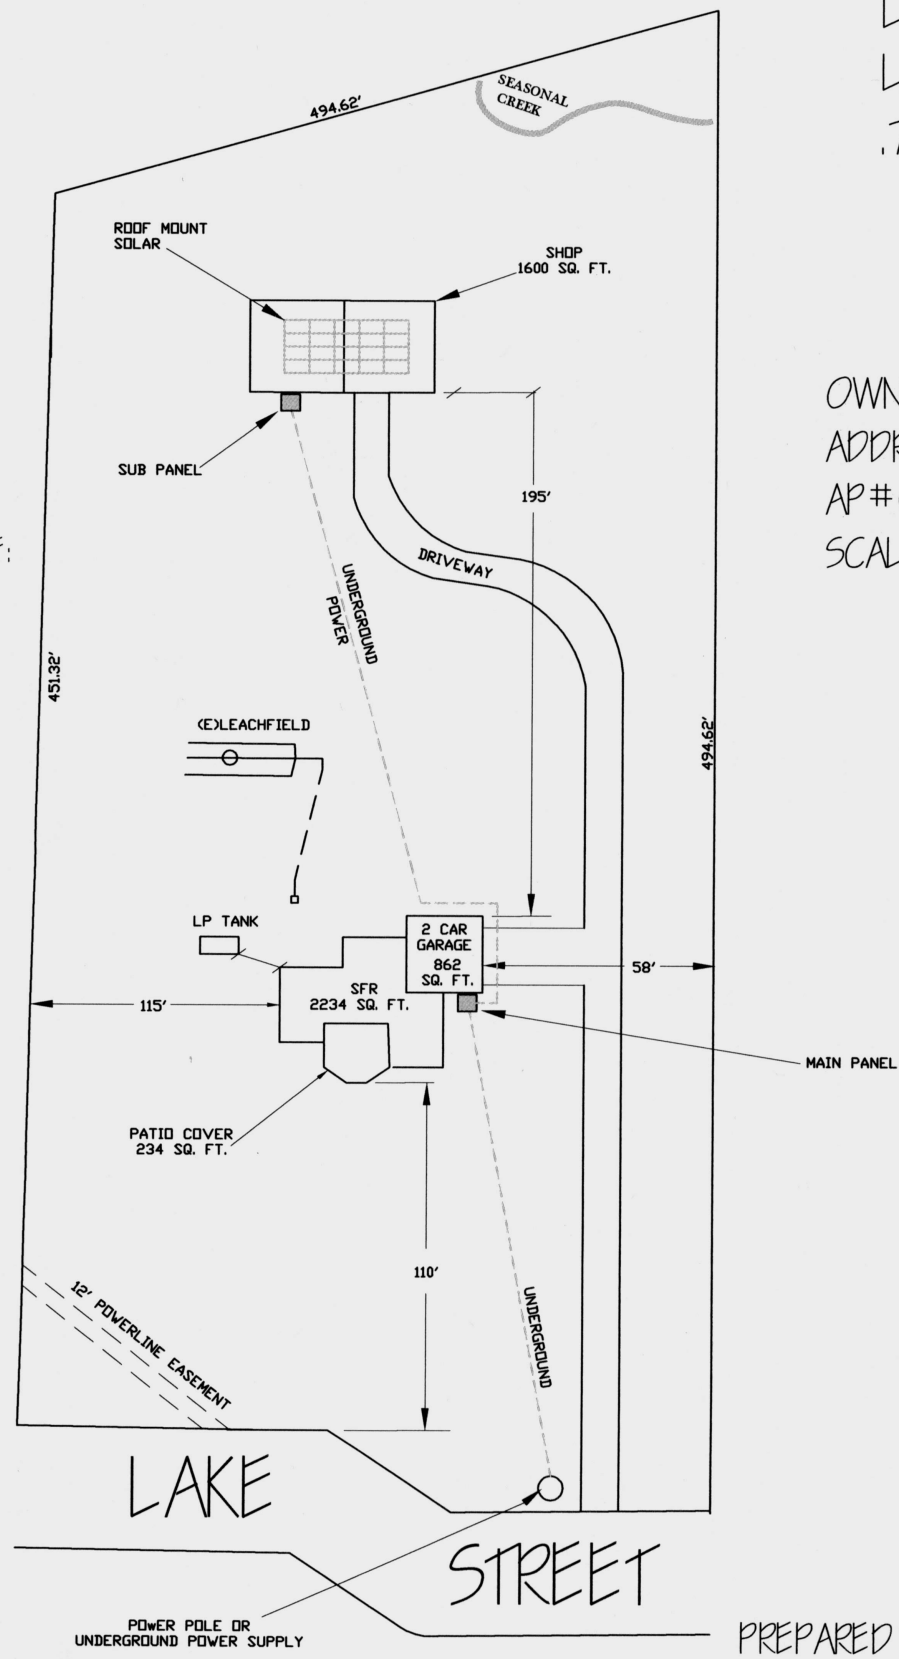 494.62'
SEASONAL
CREEK
ROOF MOUNT
SOLAR
SHOP
1600 SQ. FT.
SUB PANEL
195'
DRIVEWAY
UNDERGROUND
POWER
451.32'
(E)LEACHFIELD
494.62'
LP TANK
2 CAR
GARAGE
862
SQ. FT.
58'
SFR
2234 SQ. FT.
115'
MAIN PANEL
PATIO COVER
234 SQ. FT.
110'
12' POWERLINE EASEMENT
UNDERGROUND
LAKE
STREET
POWER POLE OR
UNDERGROUND POWER SUPPLY
PREPARED
OWN
ADDR
AP#
SCAL